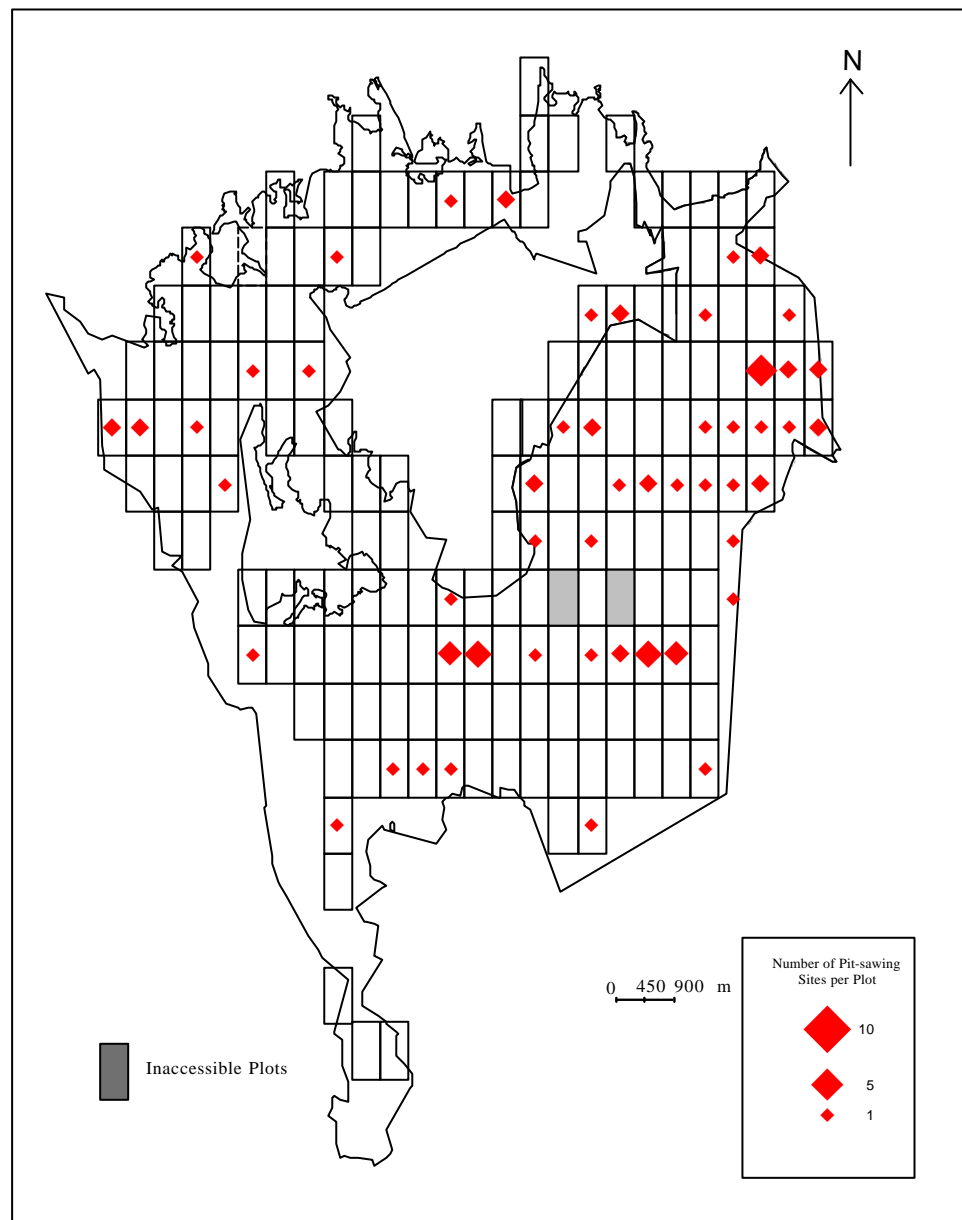 N
0 450 900 m
Number of Pit-sawing
Sites per Plot
10
5
1
Inaccessible Plots